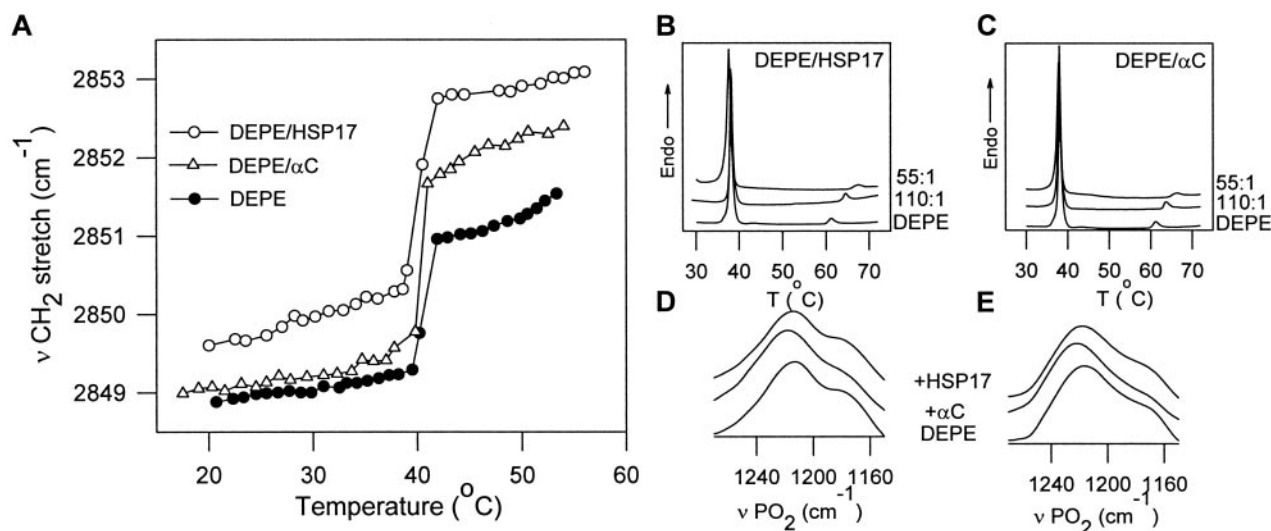 A
ν CH2 stretch (cm-1)
2853
2852
2851
2850
2849
DEPE/HSP17
DEPE/αC
DEPE
20
30
40
50
60
Temperature (oC)
B
DEPE/HSP17
Endo
55:1
110:1
DEPE
30
40
50
60
70
T (oC)
C
DEPE/αC
Endo
55:1
110:1
DEPE
30
40
50
60
70
T (oC)
D
1240
1200
1160
ν PO2 (cm-1)
+HSP17
+αC
DEPE
E
1240
1200
1160
ν PO2 (cm-1)